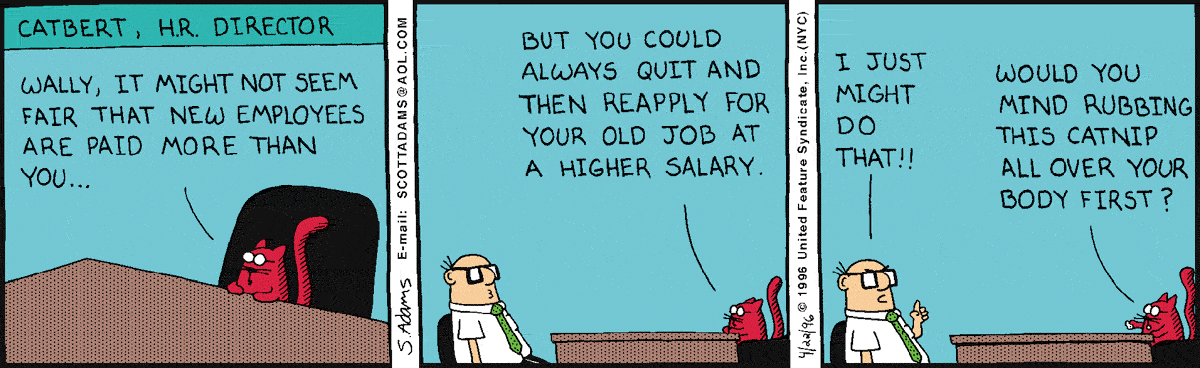 CATBERT, H.R. DIRECTOR
WALLY, IT MIGHT NOT SEEM
FAIR THAT NEW EMPLOYEES
ARE PAID MORE THAN
YOU...
S. Adams E-mail: SCOTTADAMS@AOL.COM
BUT YOU COULD
ALWAYS QUIT AND
THEN REAPPLY FOR
YOUR OLD JOB AT
A HIGHER SALARY.
4/22/96 © 1996 United Feature Syndicate, Inc.(NYC)
I JUST
MIGHT
DO
THAT!!
WOULD YOU
MIND RUBBING
THIS CATNIP
ALL OVER YOUR
BODY FIRST?